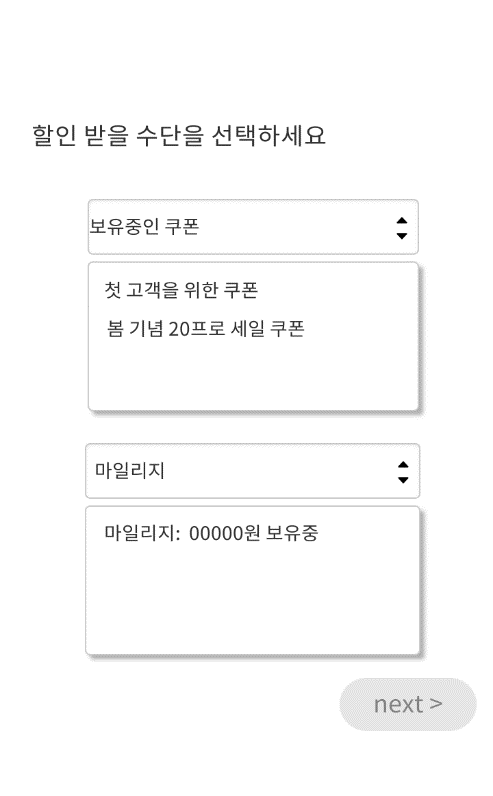 할인 받을 수단을 선택하세요
보유중인 쿠폰
첫 고객을 위한 쿠폰
봄 기념 20프로 세일 쿠폰
마일리지
마일리지: 00000원 보유중
next >